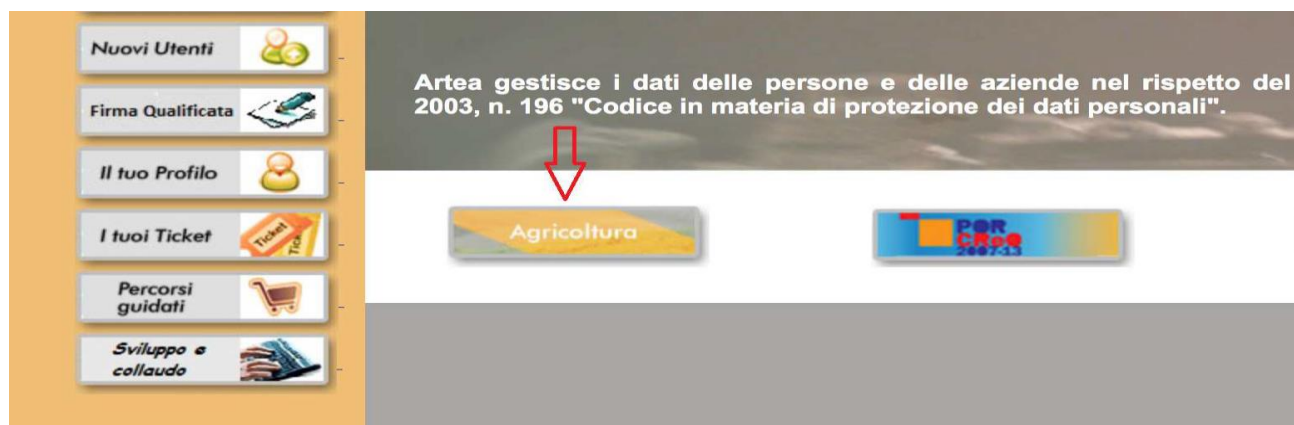 Nuovi Utenti
Firma Qualificata
Il tuo Profilo
I tuoi Ticket
Ticket
Percorsi
guidati
Sviluppo e
collaudo
Artea gestisce i dati delle persone e delle aziende nel rispetto del
2003, n. 196 "Codice in materia di protezione dei dati personali".
Agricoltura
POR
CReO
2007-13